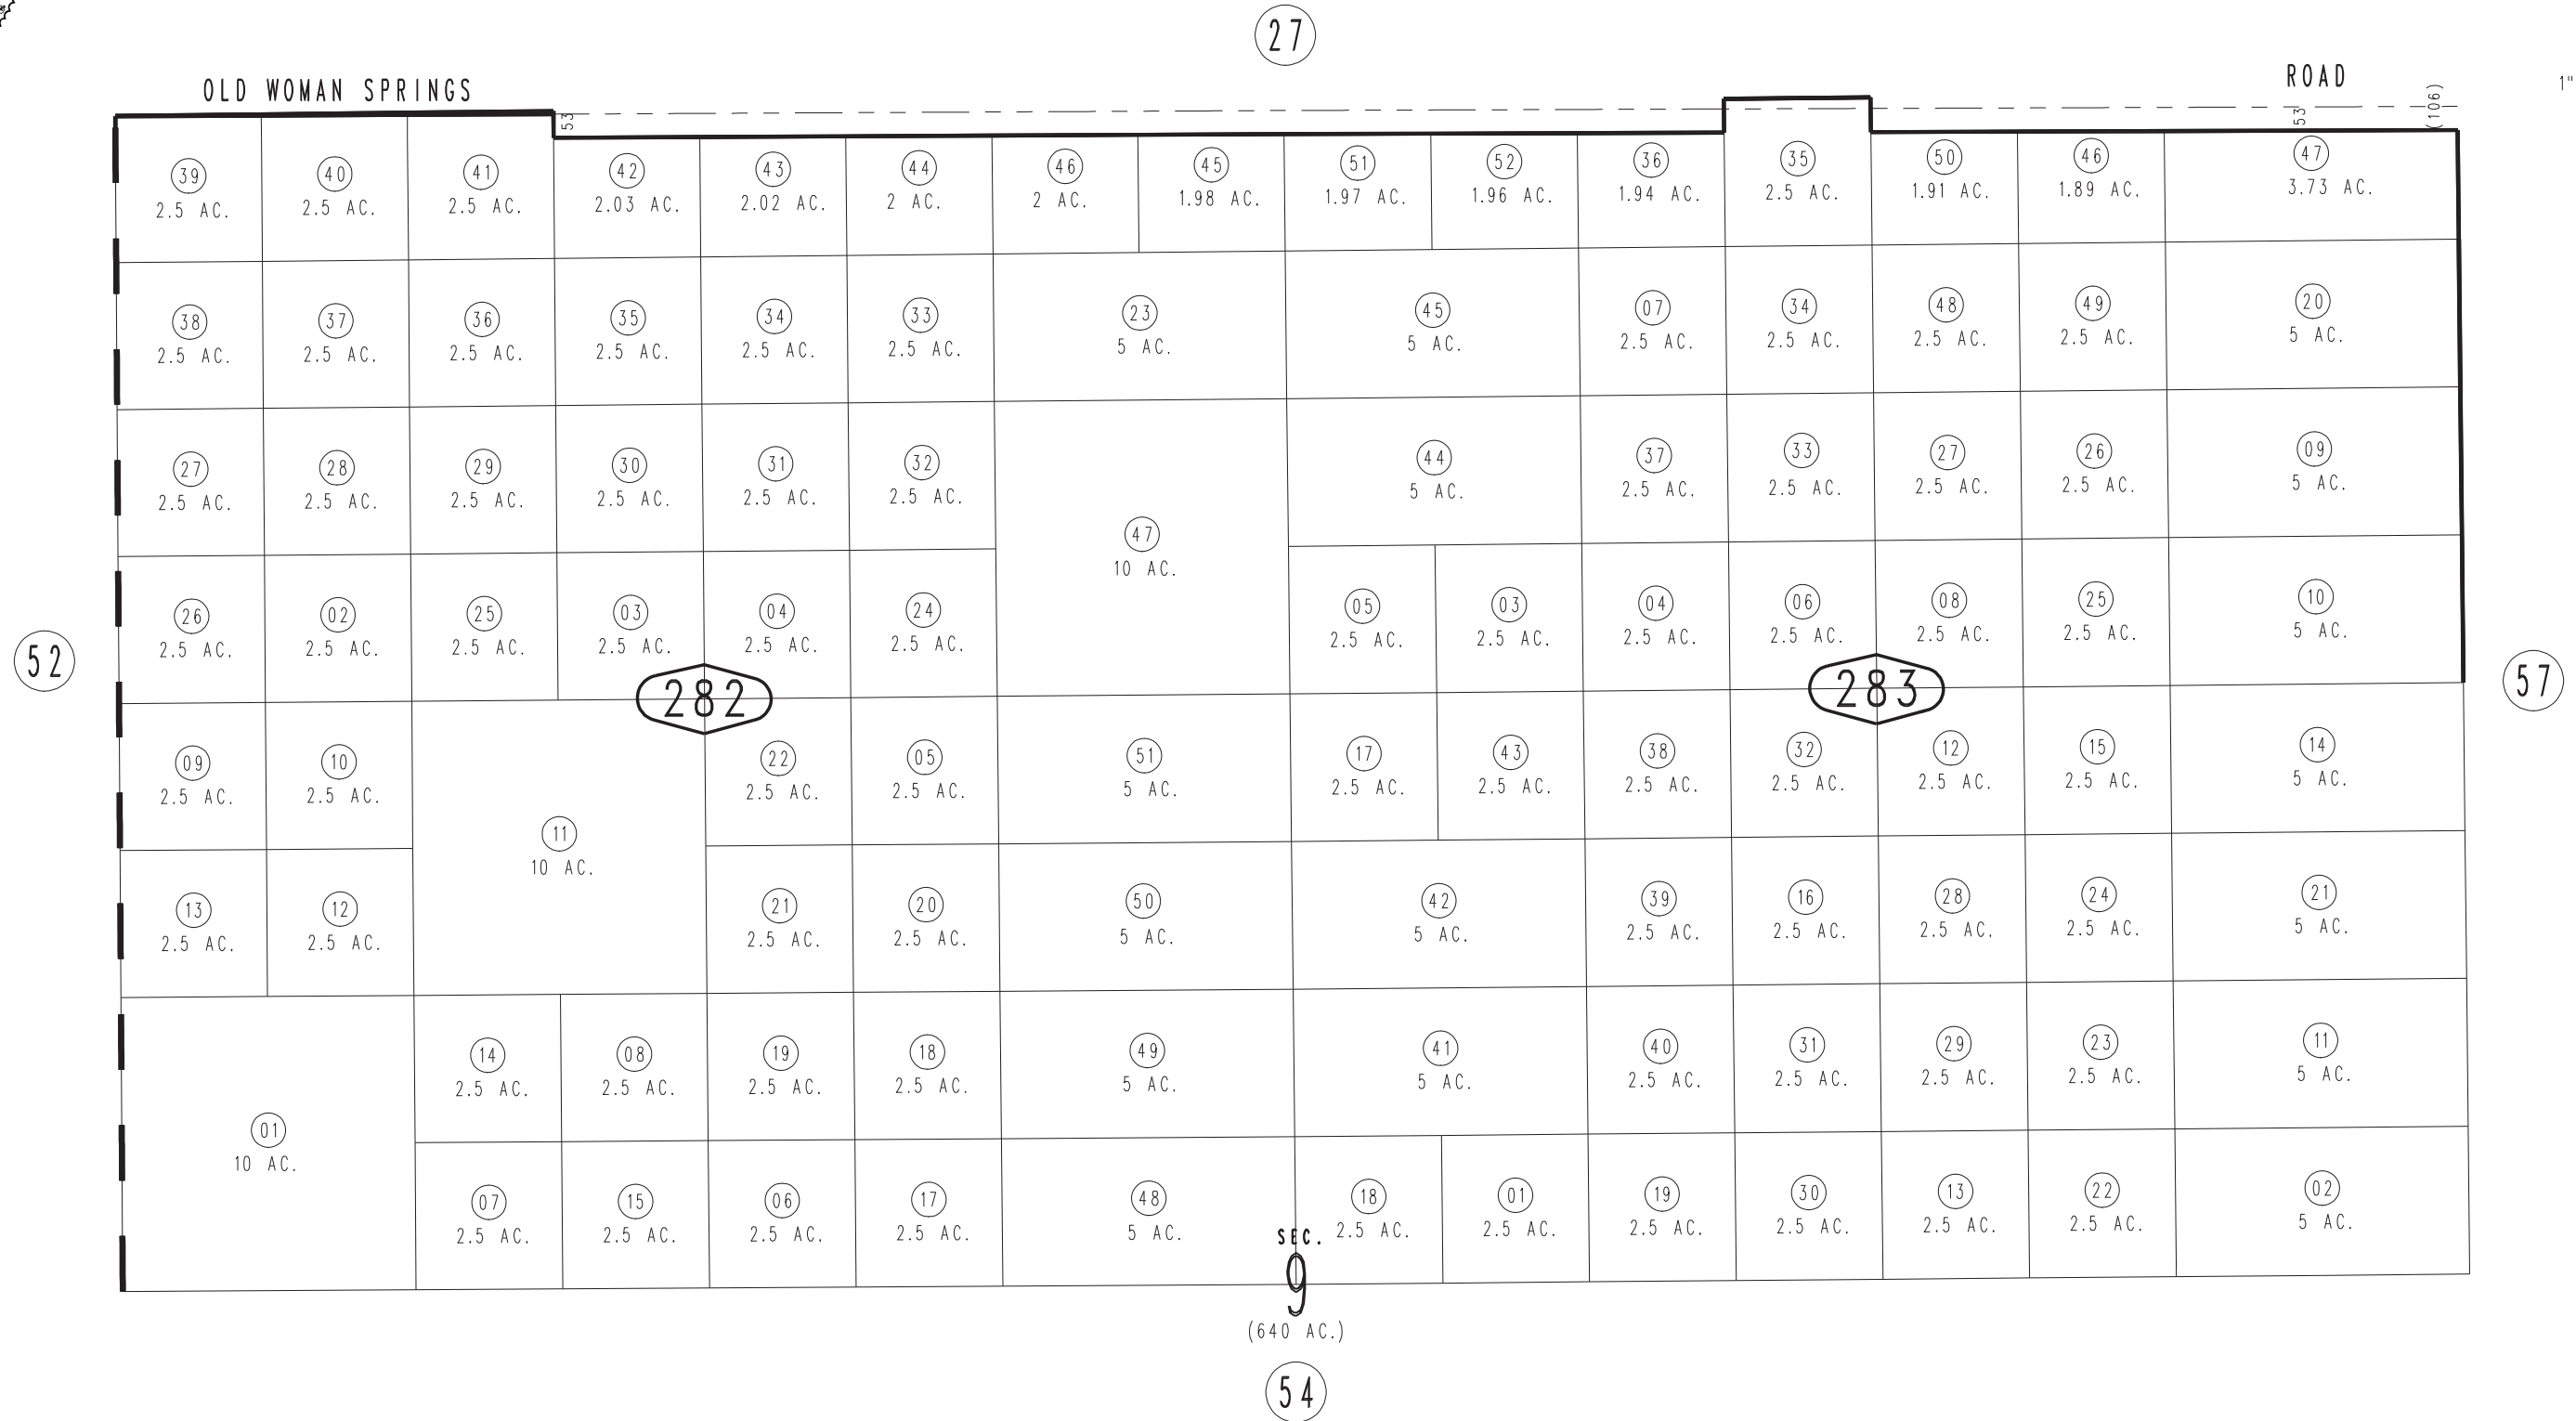 27
OLD WOMAN SPRINGS ROAD
1"
53 53 (106)
39 40 41 42 43 44 46 45 51 52 36 35 50 46 47
2.5 AC. 2.5 AC. 2.5 AC. 2.03 AC. 2.02 AC. 2 AC. 2 AC. 1.98 AC. 1.97 AC. 1.96 AC. 1.94 AC. 2.5 AC. 1.91 AC. 1.89 AC. 3.73 AC.
38 37 36 35 34 33 23 45 07 34 48 49 20
2.5 AC. 2.5 AC. 2.5 AC. 2.5 AC. 2.5 AC. 2.5 AC. 5 AC. 5 AC. 2.5 AC. 2.5 AC. 2.5 AC. 2.5 AC. 5 AC.
27 28 29 30 31 32 44 37 33 27 26 09
2.5 AC. 2.5 AC. 2.5 AC. 2.5 AC. 2.5 AC. 2.5 AC. 5 AC. 2.5 AC. 2.5 AC. 2.5 AC. 2.5 AC. 5 AC.
47
10 AC.
26 02 25 03 04 24 05 03 04 06 08 25 10
2.5 AC. 2.5 AC. 2.5 AC. 2.5 AC. 2.5 AC. 2.5 AC. 2.5 AC. 2.5 AC. 2.5 AC. 2.5 AC. 2.5 AC. 2.5 AC. 5 AC.
52 282 283 57
09 10 22 05 51 17 43 38 32 12 15 14
2.5 AC. 2.5 AC. 2.5 AC. 2.5 AC. 5 AC. 2.5 AC. 2.5 AC. 2.5 AC. 2.5 AC. 2.5 AC. 2.5 AC. 5 AC.
11
10 AC.
13 12 21 20 50 42 39 16 28 24 21
2.5 AC. 2.5 AC. 2.5 AC. 2.5 AC. 5 AC. 5 AC. 2.5 AC. 2.5 AC. 2.5 AC. 2.5 AC. 5 AC.
14 08 19 18 49 41 40 31 29 23 11
2.5 AC. 2.5 AC. 2.5 AC. 2.5 AC. 5 AC. 5 AC. 2.5 AC. 2.5 AC. 2.5 AC. 2.5 AC. 5 AC.
01
10 AC.
07 15 06 17 48 18 01 19 30 13 22 02
2.5 AC. 2.5 AC. 2.5 AC. 2.5 AC. 5 AC. 2.5 AC. 2.5 AC. 2.5 AC. 2.5 AC. 2.5 AC. 2.5 AC. 5 AC.
SEC.
9
(640 AC.)
54